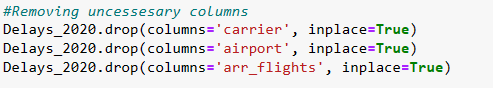 #Removing uncessesary columns
Delays_2020.drop(columns='carrier', inplace=True)
Delays_2020.drop(columns='airport', inplace=True)
Delays_2020.drop(columns='arr_flights', inplace=True)